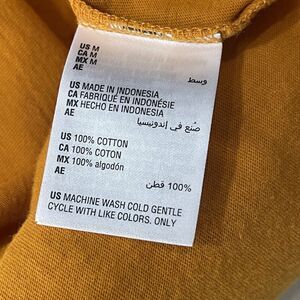 US M
CA M
MX M
AE وسط
US MADE IN INDONESIA
CA FABRIQUÉ EN INDONÉSIE
MX HECHO EN INDONESIA
AE
صُنع في إندونيسيا
US 100% COTTON
CA 100% COTON
MX 100% algodón
AE 100% قطن
US MACHINE WASH COLD GENTLE
CYCLE WITH LIKE COLORS. ONLY